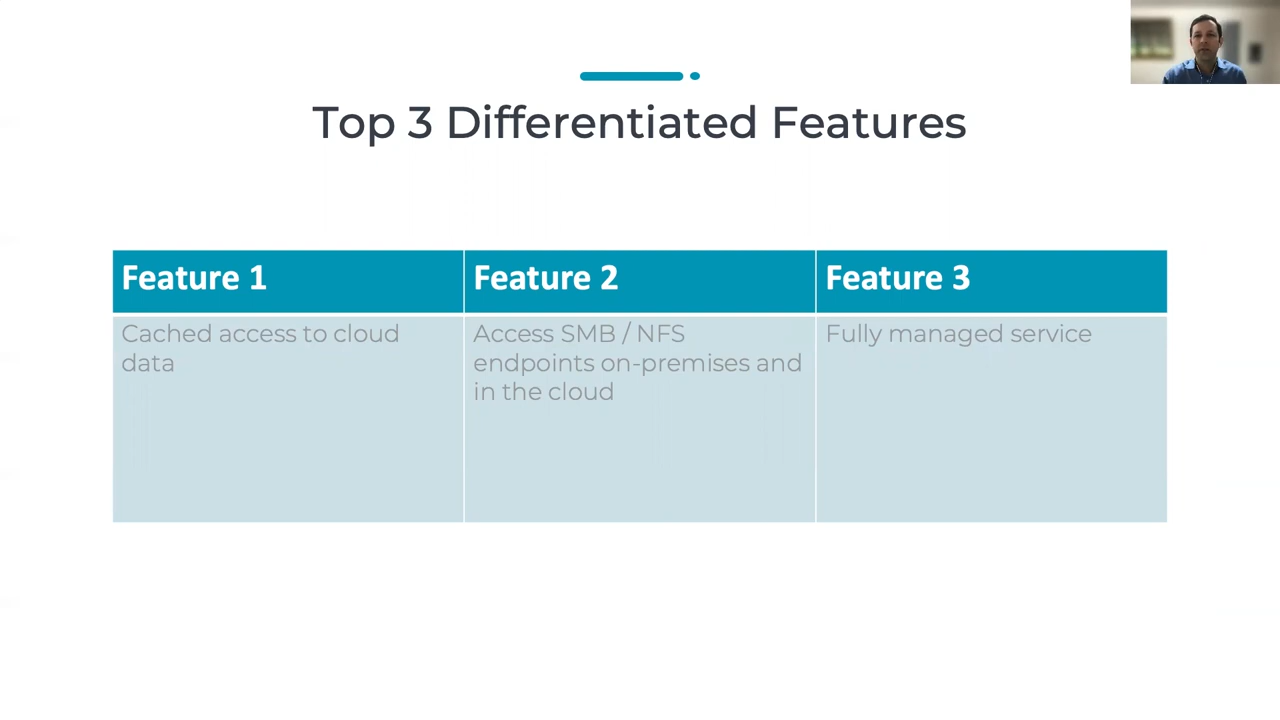 Top 3 Differentiated Features
Feature 1
Feature 2
Feature 3
Cached access to cloud
data
Access SMB / NFS
endpoints on-premises and
in the cloud
Fully managed service